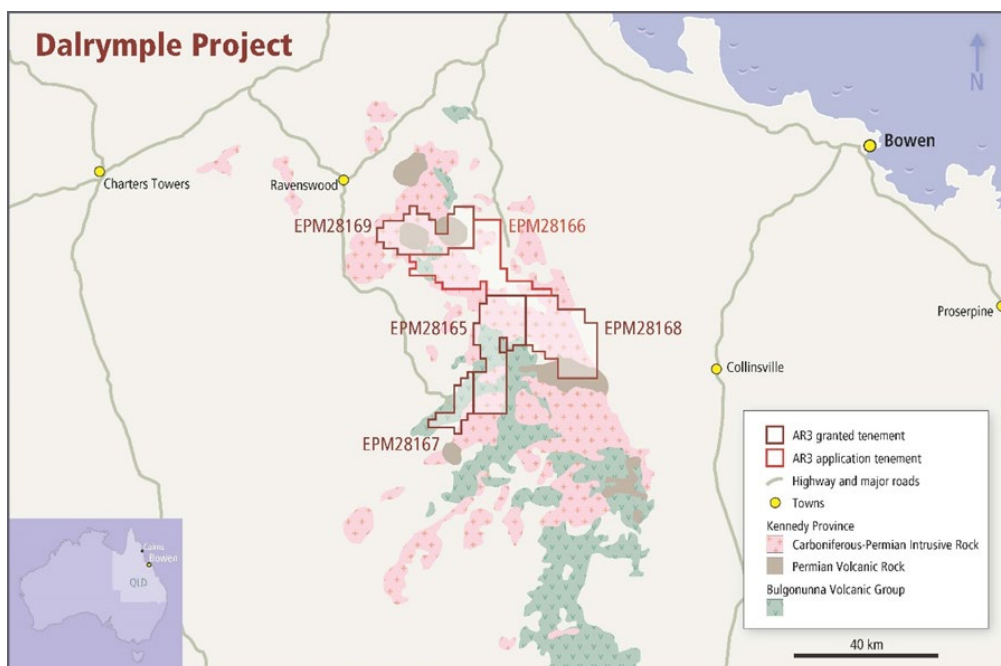 Dalrymple Project
N
Bowen
Charters Towers
Ravenswood
EPM28169
EPM28166
Proserpine
EPM28165
EPM28168
Collinsville
EPM28167
AR3 granted tenement
AR3 application tenement
Highway and major roads
Towns
Kennedy Province
Carboniferous-Permian Intrusive Rock
Permian Volcanic Rock
Bulgonunna Volcanic Group
Cairns
Bowen
QLD
40 km